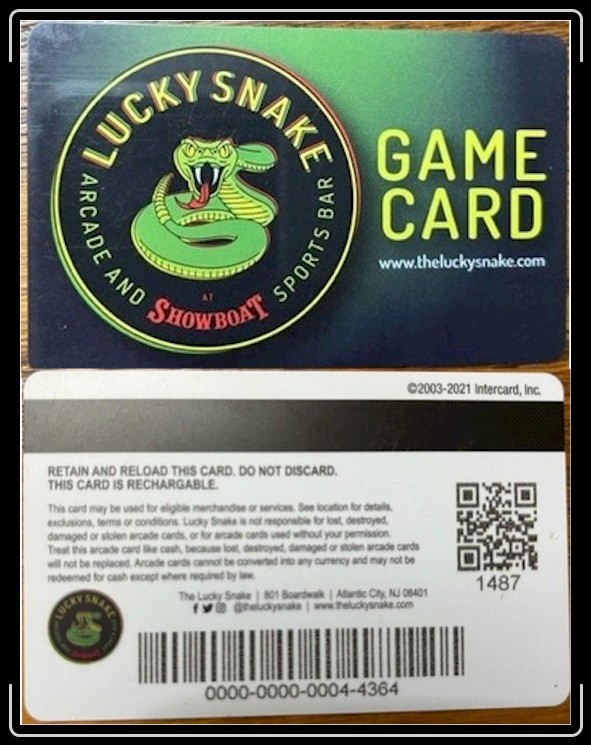 LUCKY SNAKE
ARCADE AND SPORTS BAR
AT
SHOWBOAT
GAME
CARD
www.theluckysnake.com
©2003-2021 Intercard, Inc.
RETAIN AND RELOAD THIS CARD. DO NOT DISCARD.
THIS CARD IS RECHARGABLE.
This card may be used for eligible merchandise or services. See location for details,
exclusions, terms or conditions. Lucky Snake is not responsible for lost, destroyed,
damaged or stolen arcade cards, or for arcade cards used without your permission.
Treat this arcade card like cash, because lost, destroyed, damaged or stolen arcade cards
will not be replaced. Arcade cards cannot be converted into any currency and may not be
redeemed for cash except where required by law.
1487
The Lucky Snake | 801 Boardwalk | Atlantic City, NJ 08401
@theluckysnake | www.theluckysnake.com
LUCKY SNAKE
0000-0000-0004-4364